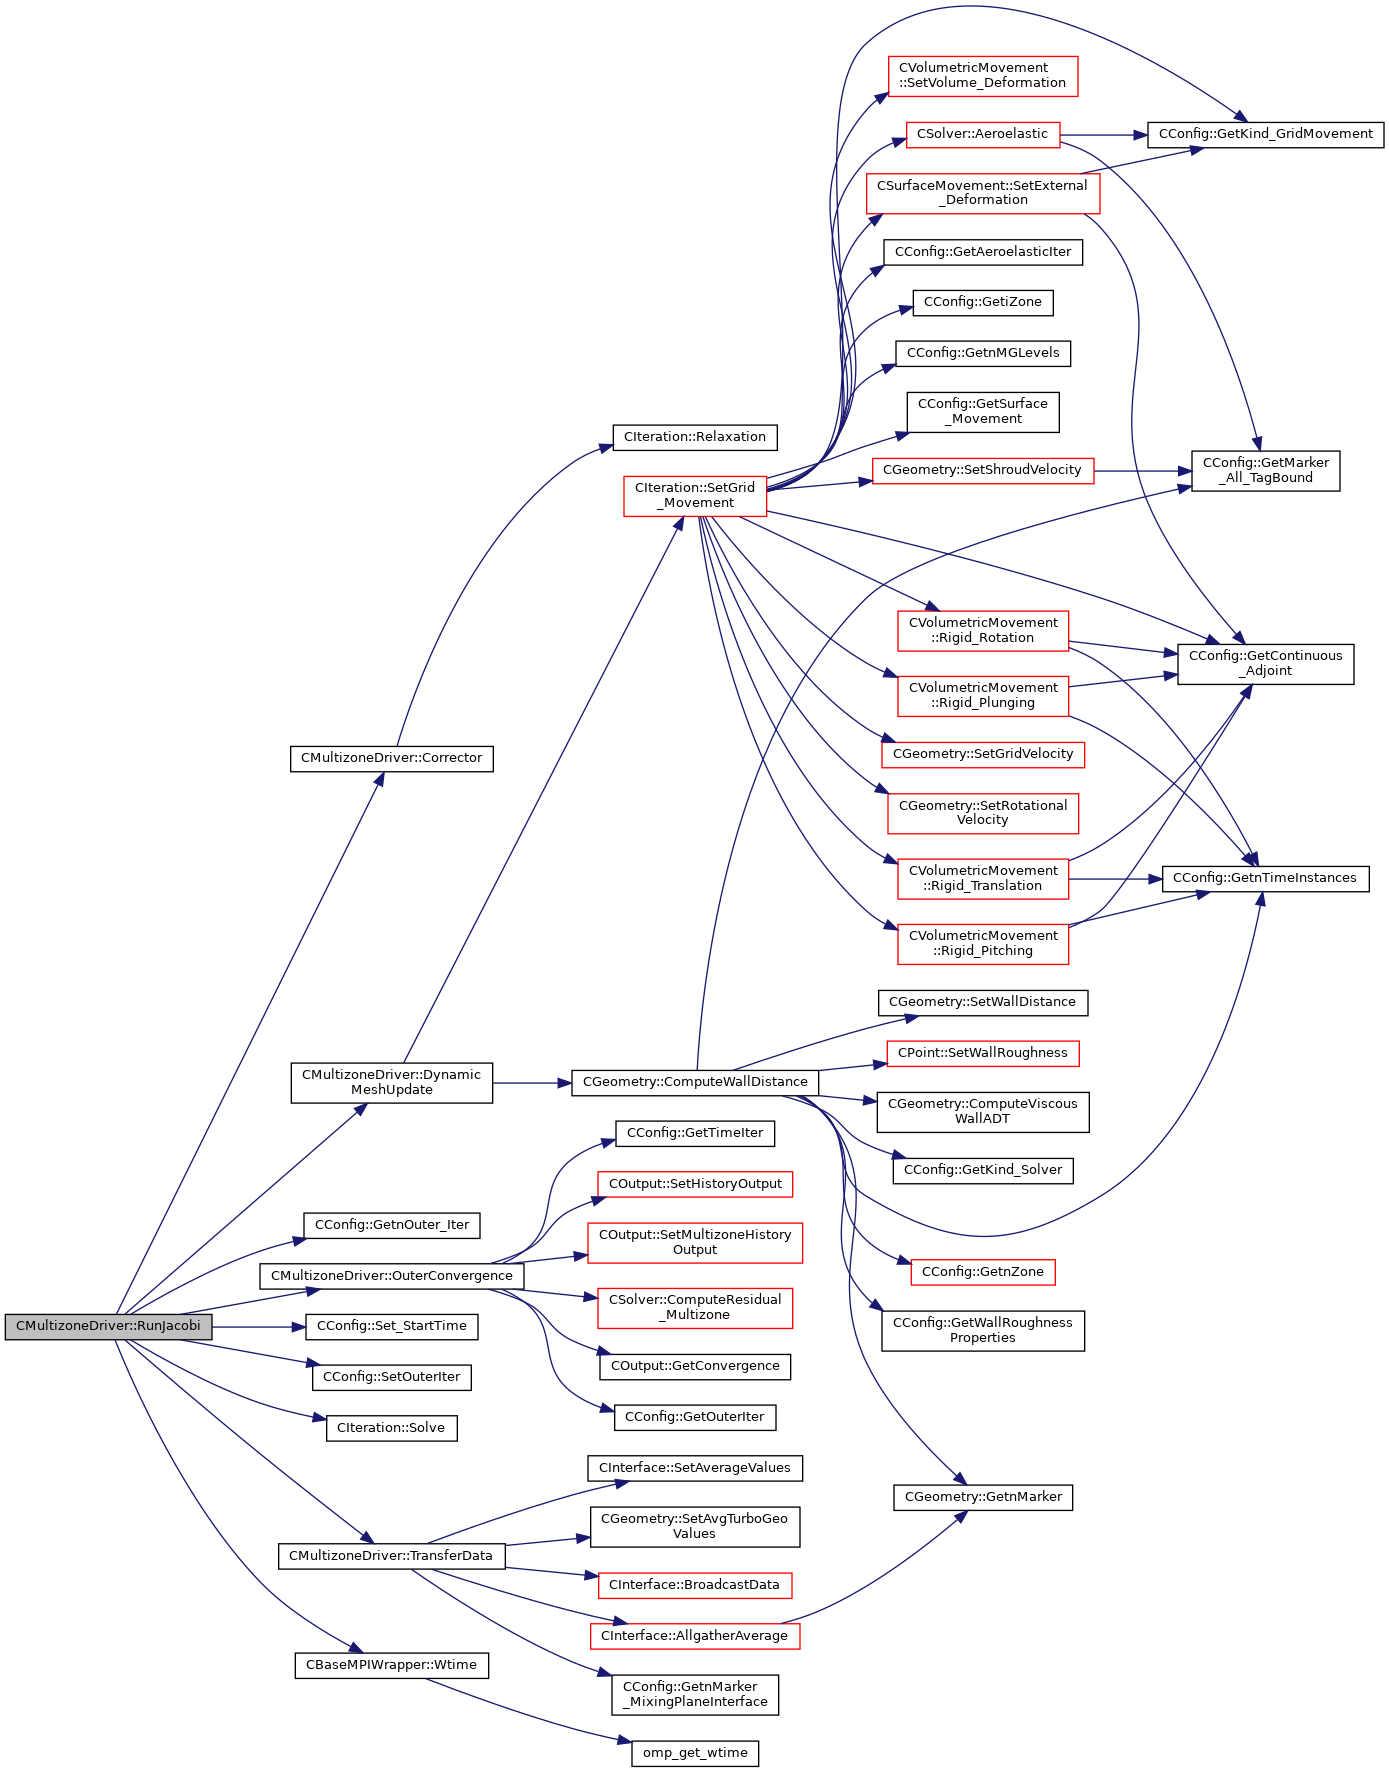 CMultizoneDriver::RunJacobi
CMultizoneDriver::Corrector
CMultizoneDriver::Dynamic
MeshUpdate
CConfig::GetnOuter_Iter
CMultizoneDriver::OuterConvergence
CConfig::Set_StartTime
CConfig::SetOuterIter
CIteration::Solve
CMultizoneDriver::TransferData
CBaseMPIWrapper::Wtime
CIteration::Relaxation
CIteration::SetGrid
_Movement
CGeometry::ComputeWallDistance
CConfig::GetTimeIter
COutput::SetHistoryOutput
COutput::SetMultizoneHistory
Output
CSolver::ComputeResidual
_Multizone
COutput::GetConvergence
CConfig::GetOuterIter
CInterface::SetAverageValues
CGeometry::SetAvgTurboGeo
Values
CInterface::BroadcastData
CInterface::AllgatherAverage
CConfig::GetnMarker
_MixingPlaneInterface
omp_get_wtime
CVolumetricMovement
::SetVolume_Deformation
CSolver::Aeroelastic
CSurfaceMovement::SetExternal
_Deformation
CConfig::GetAeroelasticIter
CConfig::GetiZone
CConfig::GetnMGLevels
CConfig::GetSurface
_Movement
CGeometry::SetShroudVelocity
CVolumetricMovement
::Rigid_Rotation
CVolumetricMovement
::Rigid_Plunging
CGeometry::SetGridVelocity
CGeometry::SetRotational
Velocity
CVolumetricMovement
::Rigid_Translation
CVolumetricMovement
::Rigid_Pitching
CGeometry::SetWallDistance
CPoint::SetWallRoughness
CGeometry::ComputeViscous
WallADT
CConfig::GetKind_Solver
CConfig::GetnZone
CConfig::GetWallRoughness
Properties
CGeometry::GetnMarker
CConfig::GetKind_GridMovement
CConfig::GetMarker
_All_TagBound
CConfig::GetContinuous
_Adjoint
CConfig::GetnTimeInstances